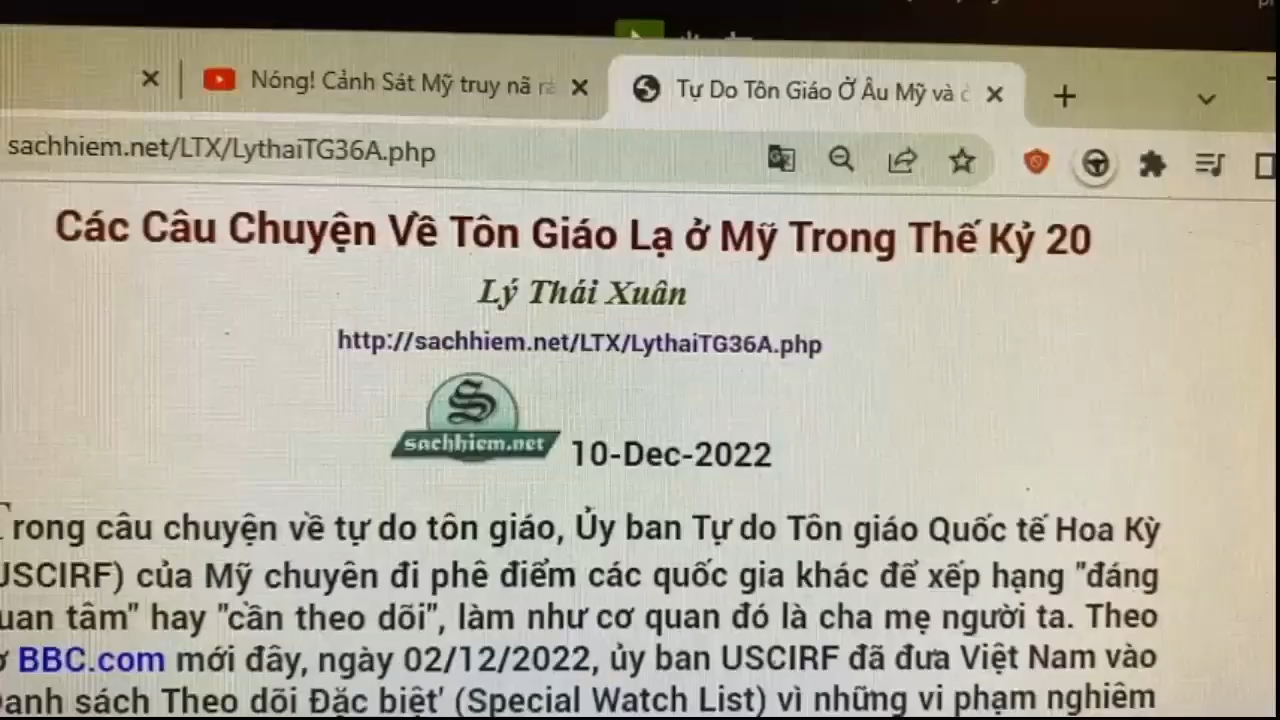 Nóng! Cảnh Sát Mỹ truy nã
Tự Do Tôn Giáo Ở Âu Mỹ và
sachhiem.net/LTX/LythaiTG36A.php
Các Câu Chuyện Về Tôn Giáo Lạ ở Mỹ Trong Thế Kỷ 20
Lý Thái Xuân
http://sachhiem.net/LTX/LythaiTG36A.php
S
sachhiem.net
10-Dec-2022
Trong câu chuyện về tự do tôn giáo, Ủy ban Tự do Tôn giáo Quốc tế Hoa Kỳ
USCIRF) của Mỹ chuyên đi phê điểm các quốc gia khác để xếp hạng "đáng
uan tâm" hay "cần theo dõi", làm như cơ quan đó là cha mẹ người ta. Theo
BBC.com mới đây, ngày 02/12/2022, ủy ban USCIRF đã đưa Việt Nam vào
anh sách Theo dõi Đặc biệt' (Special Watch List) vì những vi phạm nghiêm